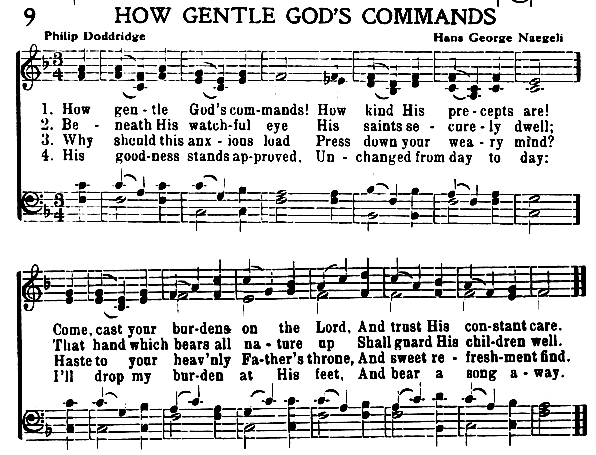 9 HOW GENTLE GOD'S COMMANDS
Philip Doddridge Hans George Naegeli
1. How gen - tle God's com-mands! How kind His pre - cepts are!
2. Be - neath His watch-ful eye His saints se - cure - ly dwell;
3. Why should this anx - ious load Press down your wea - ry mind?
4. His good-ness stands ap-proved, Un - changed from day to day:
Come, cast your bur-dens on the Lord, And trust His con-stant care.
That hand which bears all na - ture up Shall guard His chil-dren well.
Haste to your heav'nly Fa-ther's throne, And sweet re - fresh-ment find.
I'll drop my bur-den at His feet, And bear a song a - way.